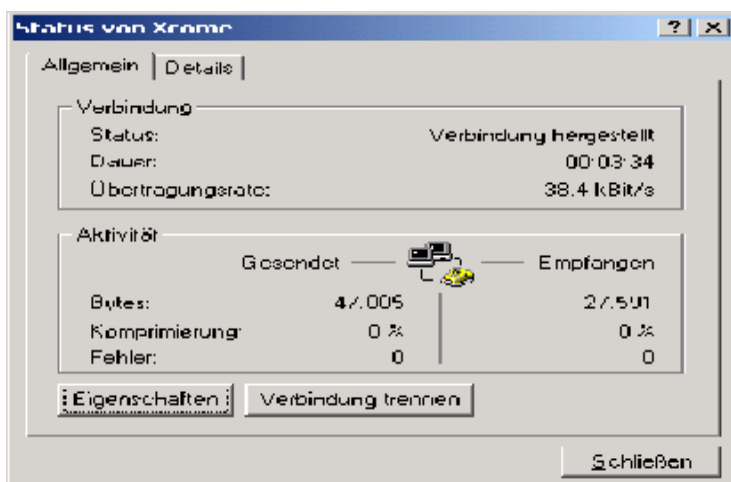 Status von Xcome
? X
Allgemein Details
Verbindung
Status: Verbindung hergestellt
Dauer: 00:03:34
Übertragungsrate: 38.4 kBit/s
Aktivität
Gesendet Empfangen
Bytes: 47.005 27.591
Komprimierung: 0 % 0 %
Fehler: 0 0
Eigenschaften Verbindung trennen
Schließen